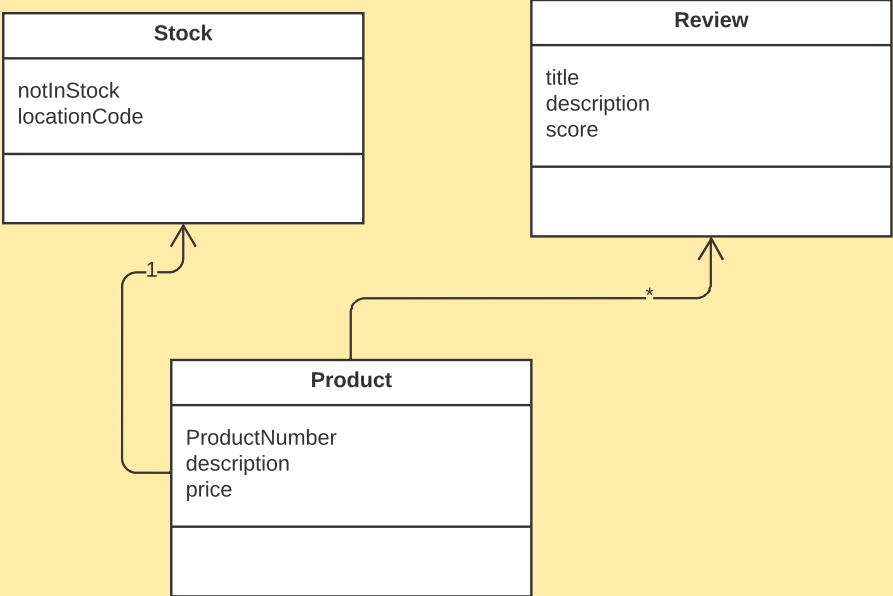 Stock
notInStock
locationCode
Review
title
description
score
1
*
Product
ProductNumber
description
price